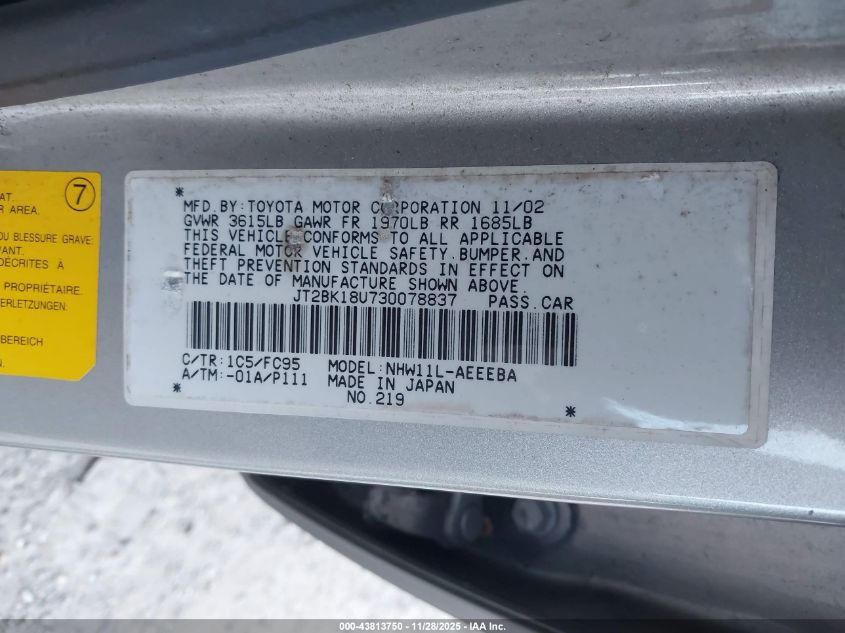 7
AT.
R AREA.
OU BLESSURE GRAVE:
ANT.
DÉCRITES À
PROPRIÉTAIRE.
ERLETZUNGEN:
BEREICH
N.
*
MFD.BY:TOYOTA MOTOR CORPORATION 11/02
GVWR 3615LB GAWR FR 1970LB RR 1685LB
THIS VEHICLE CONFORMS TO ALL APPLICABLE
FEDERAL MOTOR VEHICLE SAFETY,BUMPER,AND
THEFT PREVENTION STANDARDS IN EFFECT ON
THE DATE OF MANUFACTURE SHOWN ABOVE.
JT2BK18U730078837 PASS.CAR
C/TR:1C5/FC95 MODEL:NHW11L-AEEEBA
A/TM:-01A/P111 MADE IN JAPAN
* NO.219 *
000-43813750 - 11/28/2025 - IAA Inc.